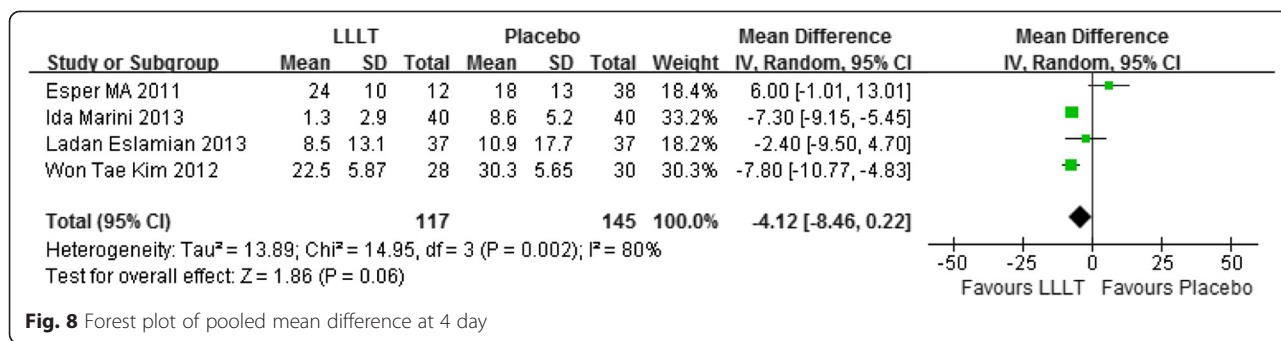 LLLT Placebo Mean Difference Mean Difference
Study or Subgroup Mean SD Total Mean SD Total Weight IV, Random, 95% CI IV, Random, 95% CI
Esper MA 2011 24 10 12 18 13 38 18.4% 6.00 [-1.01, 13.01]
Ida Marini 2013 1.3 2.9 40 8.6 5.2 40 33.2% -7.30 [-9.15, -5.45]
Ladan Eslamian 2013 8.5 13.1 37 10.9 17.7 37 18.2% -2.40 [-9.50, 4.70]
Won Tae Kim 2012 22.5 5.87 28 30.3 5.65 30 30.3% -7.80 [-10.77, -4.83]
Total (95% CI) 117 145 100.0% -4.12 [-8.46, 0.22]
Heterogeneity: Tau² = 13.89; Chi² = 14.95, df = 3 (P = 0.002); I² = 80%
Test for overall effect: Z = 1.86 (P = 0.06)
-50 -25 0 25 50
Favours LLLT Favours Placebo
Fig. 8 Forest plot of pooled mean difference at 4 day